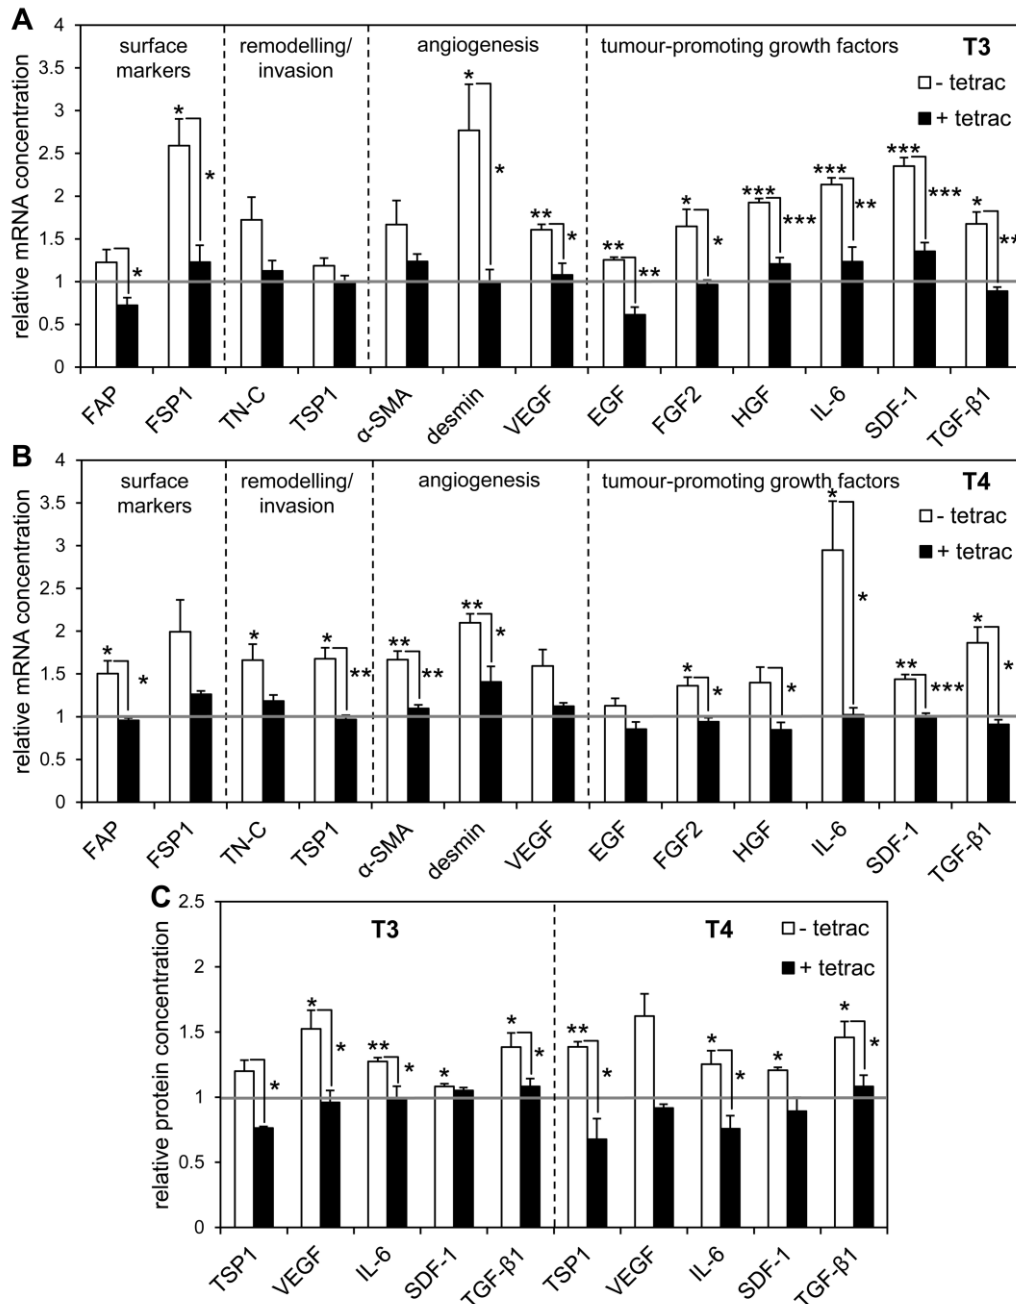 A
surface markers
remodelling/ invasion
angiogenesis
tumour-promoting growth factors
T3
- tetrac
+ tetrac
relative mRNA concentration
4
3.5
3
2.5
2
1.5
1
0.5
0
* * * * * ** * ** ** * * *** *** *** ** *** *** * **
FAP FSP1 TN-C TSP1 α-SMA desmin VEGF EGF FGF2 HGF IL-6 SDF-1 TGF-β1
B
surface markers
remodelling/ invasion
angiogenesis
tumour-promoting growth factors
T4
- tetrac
+ tetrac
relative mRNA concentration
4
3.5
3
2.5
2
1.5
1
0.5
0
* * * * ** ** ** ** * * * * * * ** *** * *
FAP FSP1 TN-C TSP1 α-SMA desmin VEGF EGF FGF2 HGF IL-6 SDF-1 TGF-β1
C
T3
T4
- tetrac
+ tetrac
relative protein concentration
2.5
2
1.5
1
0.5
0
* * * ** * * * * ** * * * * * *
TSP1 VEGF IL-6 SDF-1 TGF-β1 TSP1 VEGF IL-6 SDF-1 TGF-β1